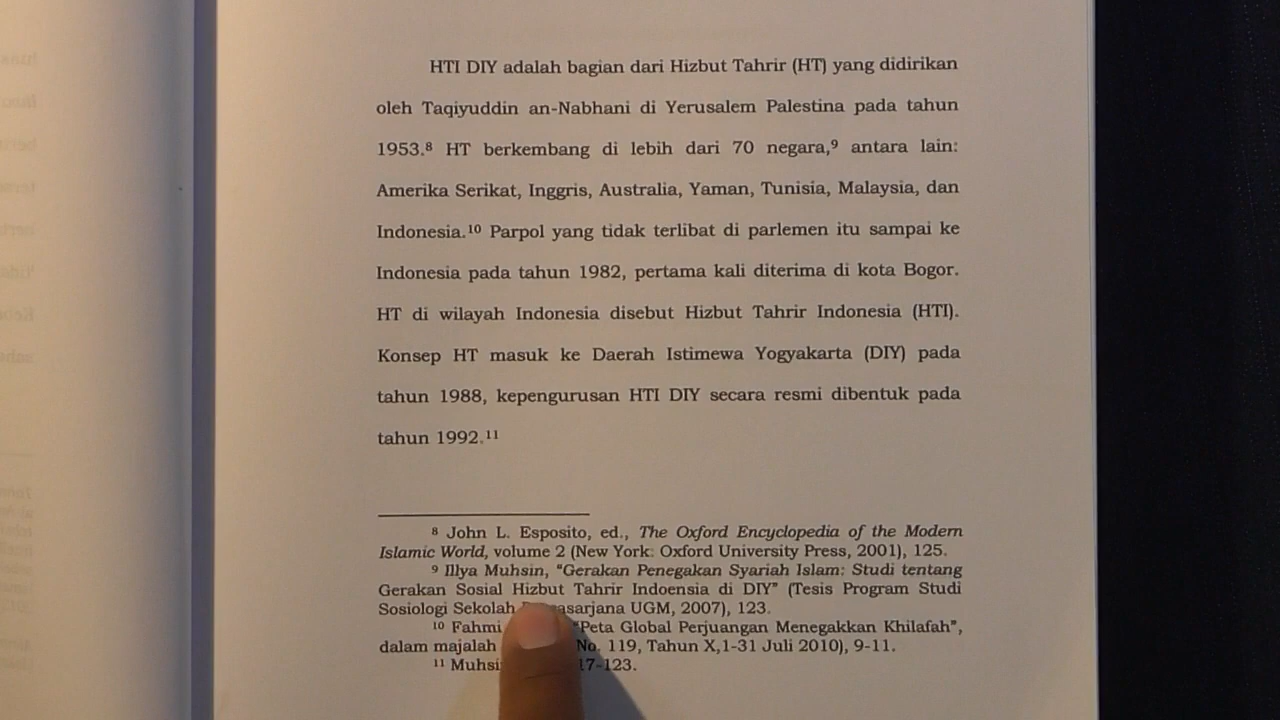 HTI DIY adalah bagian dari Hizbut Tahrir (HT) yang didirikan
oleh Taqiyuddin an-Nabhani di Yerusalem Palestina pada tahun
1953.⁸ HT berkembang di lebih dari 70 negara,⁹ antara lain:
Amerika Serikat, Inggris, Australia, Yaman, Tunisia, Malaysia, dan
Indonesia.¹⁰ Parpol yang tidak terlibat di parlemen itu sampai ke
Indonesia pada tahun 1982, pertama kali diterima di kota Bogor.
HT di wilayah Indonesia disebut Hizbut Tahrir Indonesia (HTI).
Konsep HT masuk ke Daerah Istimewa Yogyakarta (DIY) pada
tahun 1988, kepengurusan HTI DIY secara resmi dibentuk pada
tahun 1992.¹¹
⁸ John L. Esposito, ed., The Oxford Encyclopedia of the Modern
Islamic World, volume 2 (New York: Oxford University Press, 2001), 125.
⁹ Illya Muhsin, "Gerakan Penegakan Syariah Islam: Studi tentang
Gerakan Sosial Hizbut Tahrir Indoensia di DIY" (Tesis Program Studi
Sosiologi Sekolah UGM, 2007), 123.
¹⁰ Fahmi "Peta Global Perjuangan Menegakkan Khilafah",
dalam majalah No. 119, Tahun X,1-31 Juli 2010), 9-11.
¹¹ 17-123.